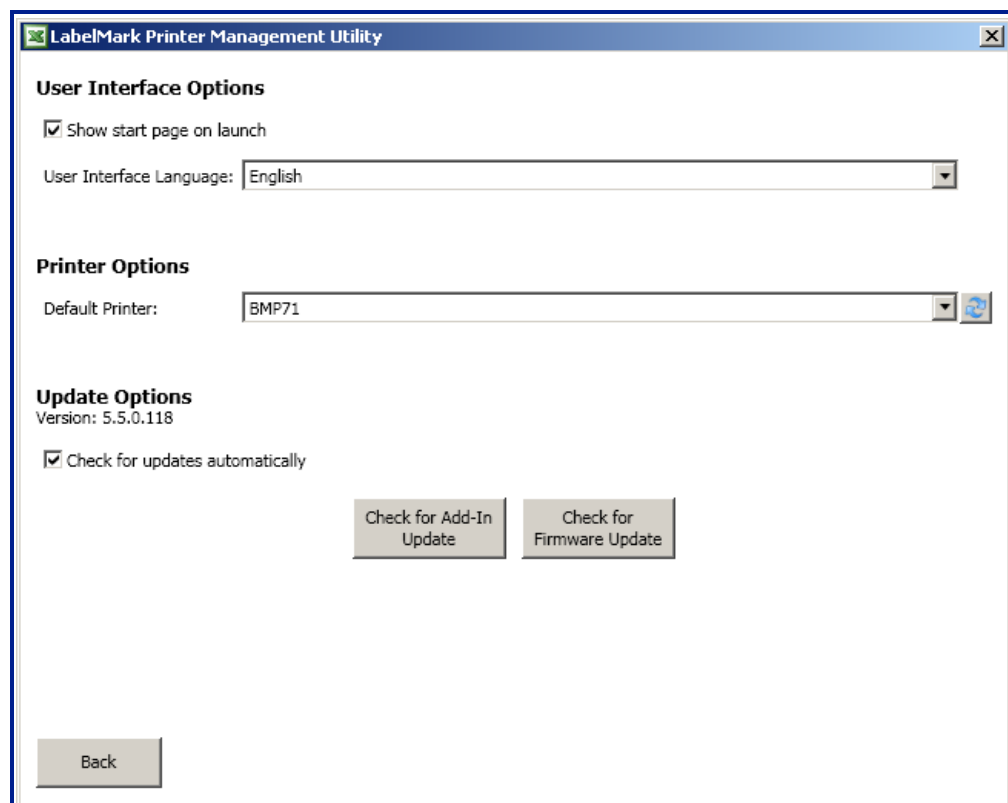 LabelMark Printer Management Utility
User Interface Options
Show start page on launch
User Interface Language: English
Printer Options
Default Printer: BMP71
Update Options
Version: 5.5.0.118
Check for updates automatically
Check for Add-In
Update
Check for
Firmware Update
Back